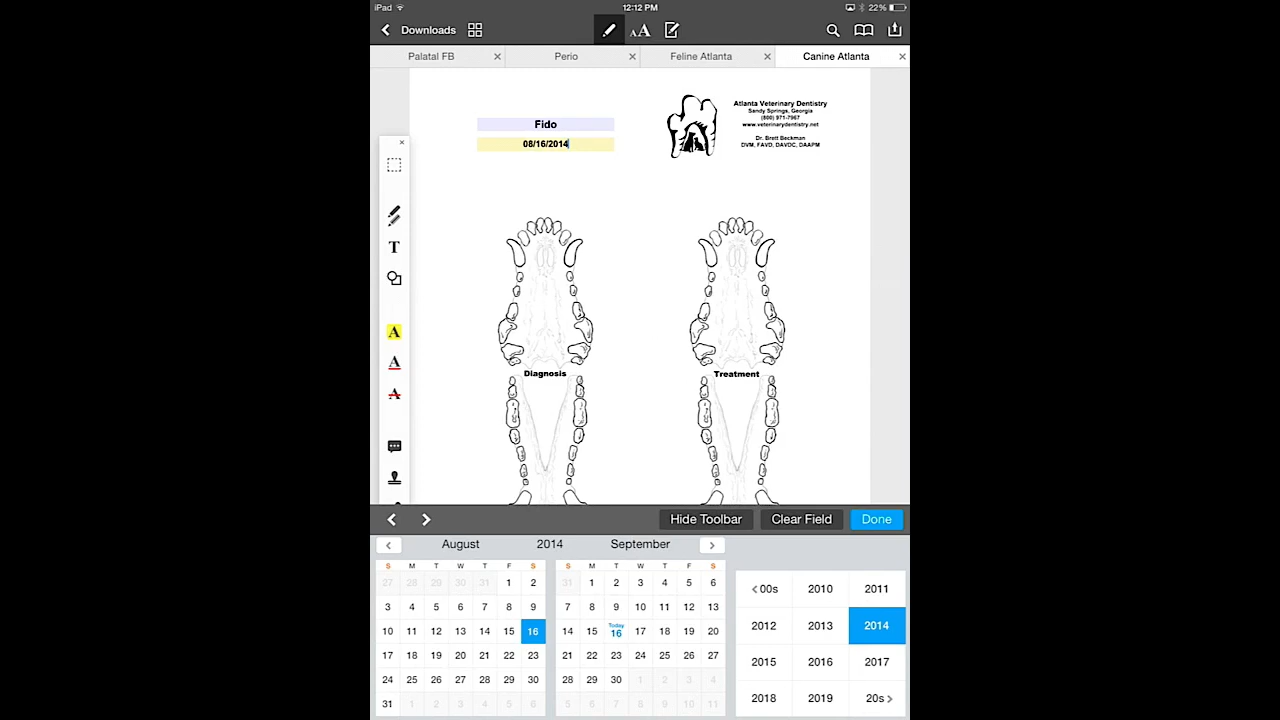 iPad 12:12 PM 22%
Downloads AA
Palatal FB Perio Feline Atlanta Canine Atlanta
Fido
08/16/2014
Atlanta Veterinary Dentistry
Sandy Springs, Georgia
(800) 971-7967
www.veterinarydentistry.net
Dr. Brett Beckman
DVM, FAVD, DAVDC, DAAPM
T
A
A
A
Diagnosis Treatment
Hide Toolbar Clear Field Done
August 2014 September
S M T W T F S S M T W T F S
27 28 29 30 31 1 2 31 1 2 3 4 5 6
3 4 5 6 7 8 9 7 8 9 10 11 12 13
10 11 12 13 14 15 16 14 15 Today 16 17 18 19 20
17 18 19 20 21 22 23 21 22 23 24 25 26 27
24 25 26 27 28 29 30 28 29 30 1 2 3 4
31 1 2 3 4 5 6 5 6 7 8 9 10 11
< 00s 2010 2011
2012 2013 2014
2015 2016 2017
2018 2019 20s >